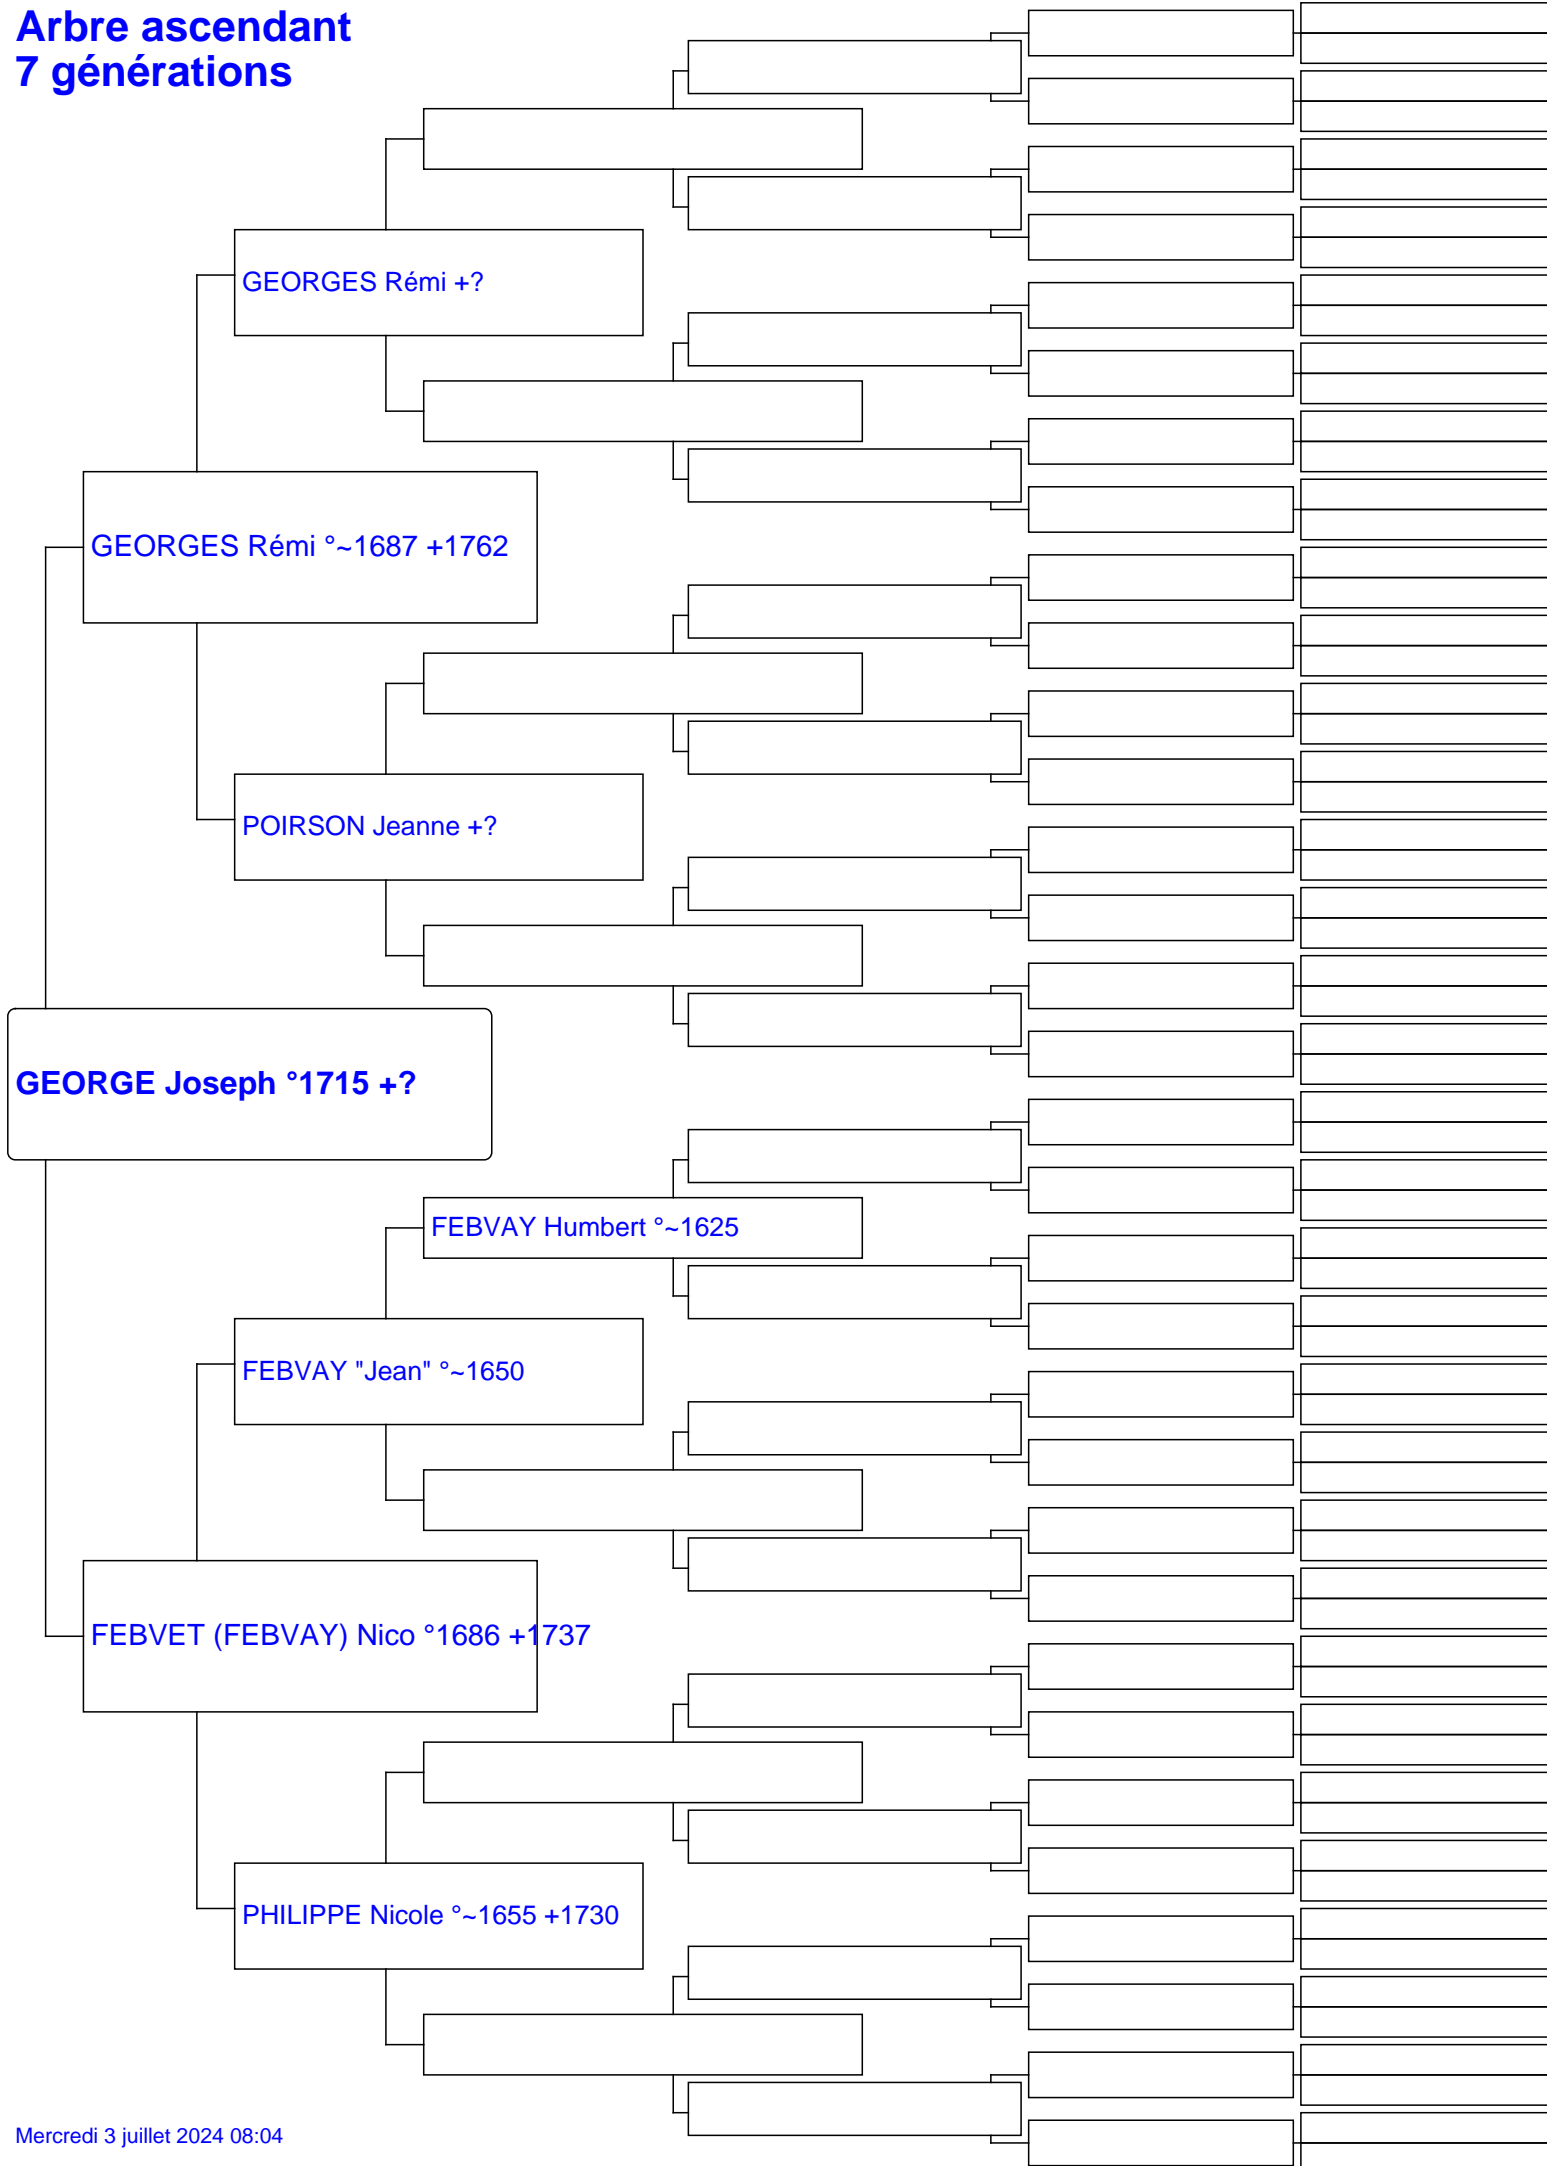 Arbre ascendant
7 générations
GEORGES Rémi +?
GEORGES Rémi °~1687 +1762
POIRSON Jeanne +?
GEORGE Joseph °1715 +?
FEBVAY Humbert °~1625
FEBVAY "Jean" °~1650
FEBVET (FEBVAY) Nico °1686 +1737
PHILIPPE Nicole °~1655 +1730
Mercredi 3 juillet 2024 08:04